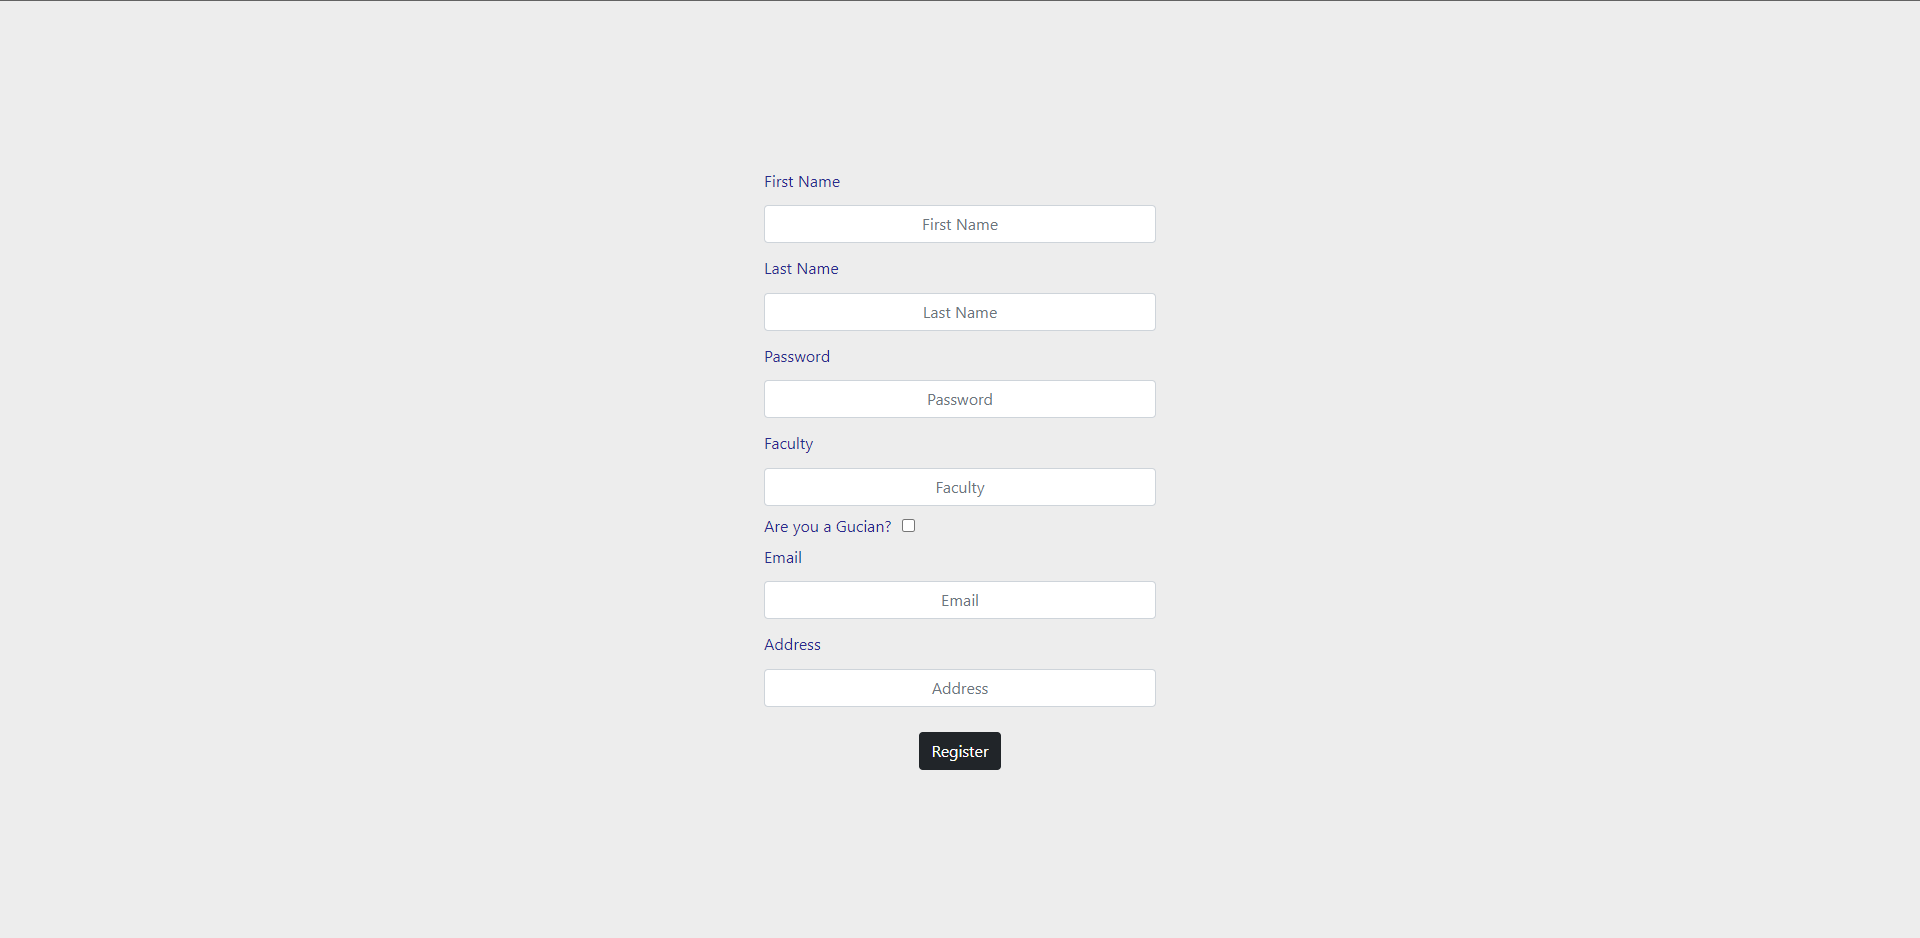 First Name
First Name
Last Name
Last Name
Password
Password
Faculty
Faculty
Are you a Gucian?
Email
Email
Address
Address
Register